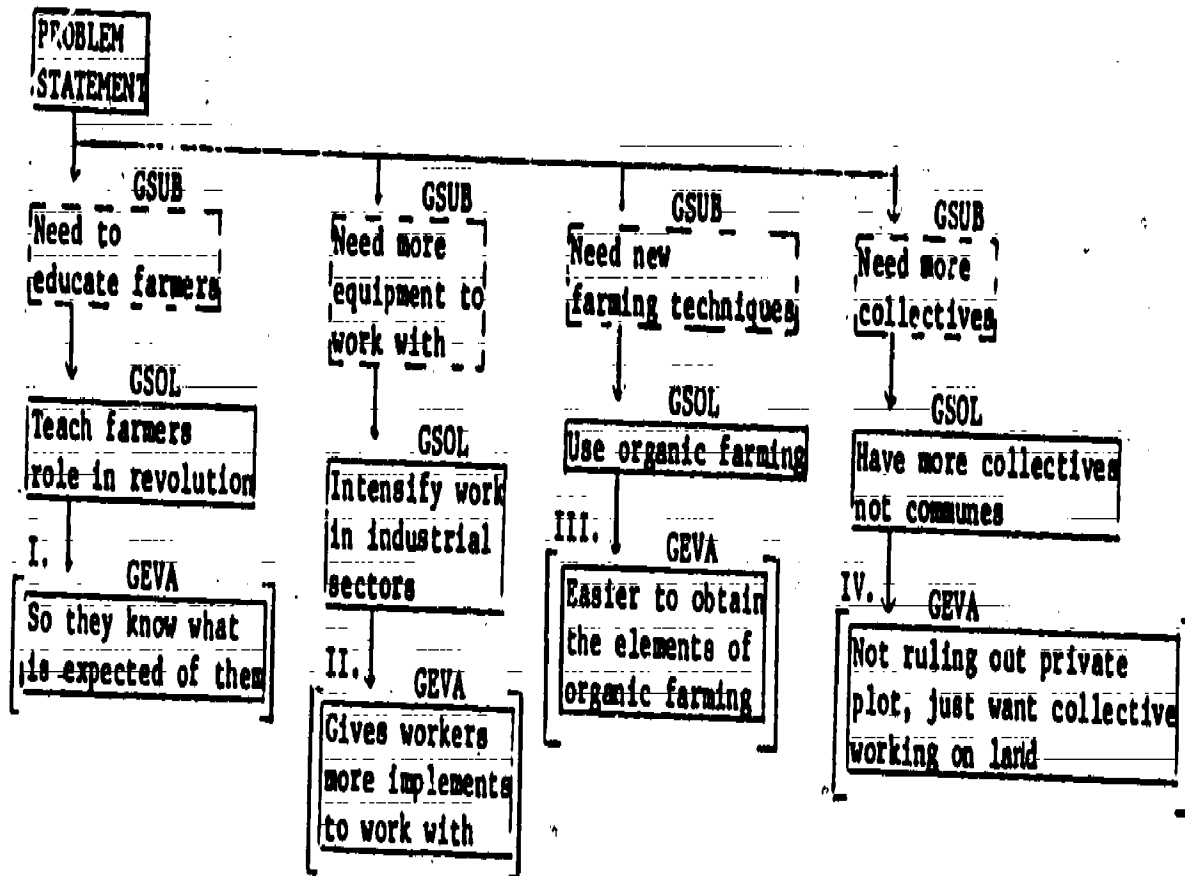 PROBLEM
STATEMENT
GSUB
Need to
educate farmers
GSOL
Teach farmers
role in revolution
I.
GEVA
So they know what
is expected of them
GSUB
Need more
equipment to
work with
GSOL
Intensify work
in industrial
sectors
II.
GEVA
Gives workers
more implements
to work with
GSUB
Need new
farming techniques
GSOL
Use organic farming
III.
GEVA
Easier to obtain
the elements of
organic farming
GSUB
Need more
collectives
GSOL
Have more collectives
not communes
IV.
GEVA
Not ruling out private
plot, just want collective
working on land